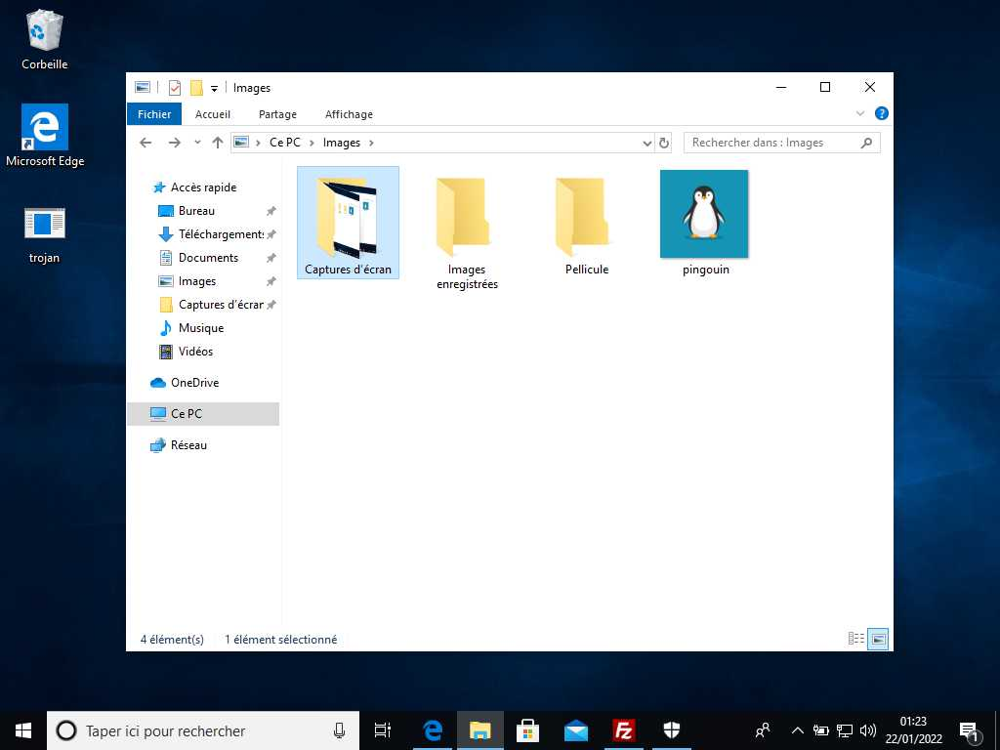 Corbeille
Microsoft Edge
trojan
Images
Fichier
Accueil
Partage
Affichage
?
Ce PC
Images
Rechercher dans : Images
Accès rapide
Bureau
Téléchargements
Documents
Images
Captures d'écran
Musique
Vidéos
OneDrive
Ce PC
Réseau
Captures d'écran
Images
enregistrées
Pellicule
pingouin
4 élément(s)
1 élément sélectionné
Taper ici pour rechercher
Fz
01:23
22/01/2022
1